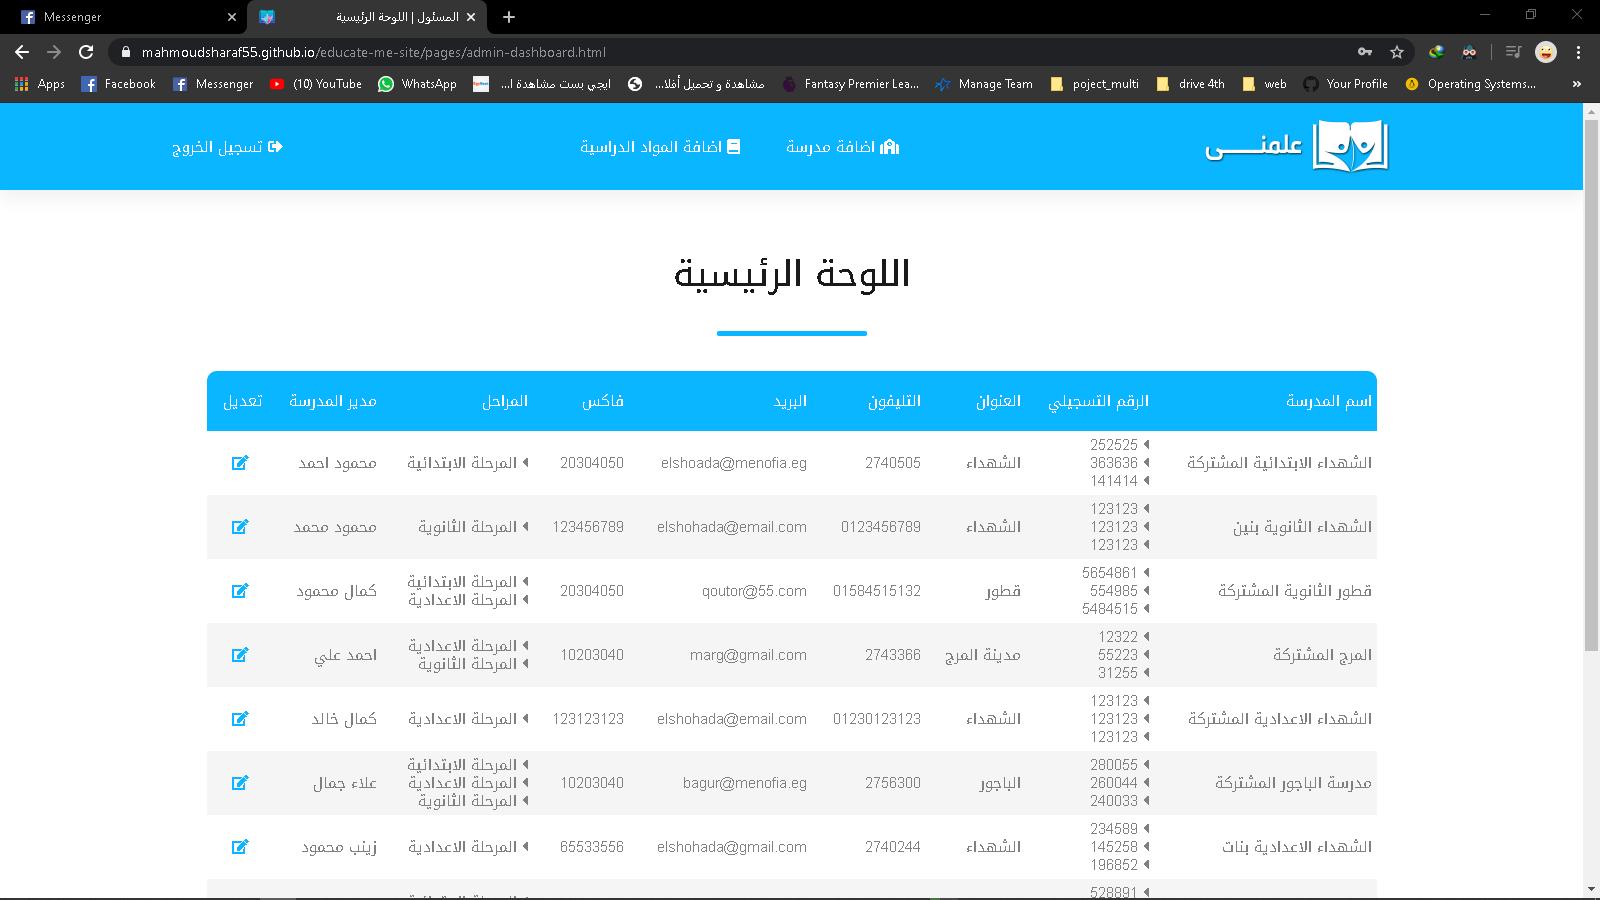 Messenger
المسئول | اللوحة الرئيسية
mahmoudsharaf55.github.io/educate-me-site/pages/admin-dashboard.html
Apps
Facebook
Messenger
(10) YouTube
WhatsApp
ايجي بست مشاهدة ا...
مشاهدة و تحميل أفلا...
Fantasy Premier Lea...
Manage Team
poject_multi
drive 4th
web
Your Profile
Operating Systems...
»
علمنــــى
اضافة مدرسة
اضافة المواد الدراسية
تسجيل الخروج
اللوحة الرئيسية
اسم المدرسة الرقم التسجيلي العنوان التليفون البريد فاكس المراحل مدير المدرسة تعديل
الشهداء الابتدائية المشتركة
252525
363636
141414
الشهداء
2740505
elshoada@menofia.eg
20304050
المرحلة الابتدائية
محمود احمد
الشهداء الثانوية بنين
123123
123123
123123
الشهداء
0123456789
elshohada@email.com
123456789
المرحلة الثانوية
محمود محمد
قطور الثانوية المشتركة
5654861
554985
5484515
قطور
01584515132
qoutor@55.com
20304050
المرحلة الابتدائية
المرحلة الاعدادية
كمال محمود
المرج المشتركة
12322
55223
31255
مدينة المرج
2743366
marg@gmail.com
10203040
المرحلة الاعدادية
المرحلة الثانوية
احمد علي
الشهداء الاعدادية المشتركة
123123
123123
123123
الشهداء
01230123123
elshohada@email.com
123123123
المرحلة الاعدادية
كمال خالد
مدرسة الباجور المشتركة
280055
260044
240033
الباجور
2756300
bagur@menofia.eg
10203040
المرحلة الابتدائية
المرحلة الاعدادية
المرحلة الثانوية
علاء جمال
الشهداء الاعدادية بنات
234589
145258
196852
الشهداء
2740244
elshohada@gmail.com
65533556
المرحلة الاعدادية
زينب محمود
528891